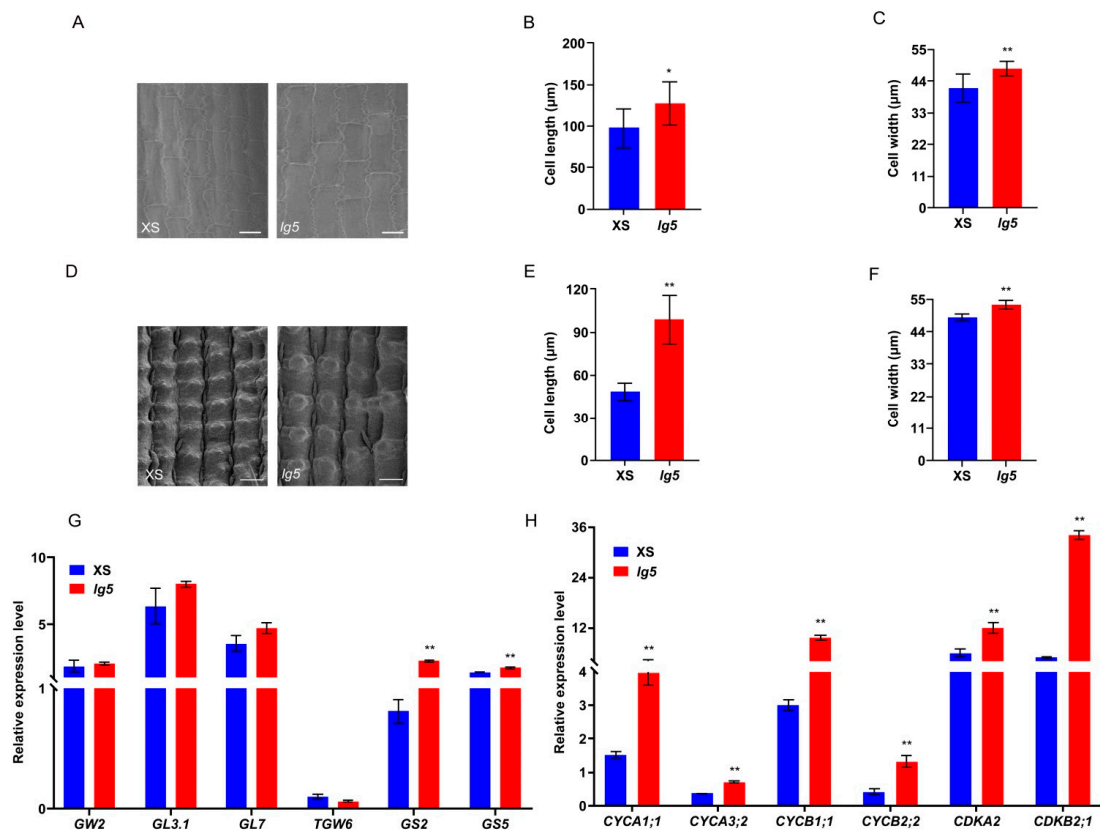 A
XS
lg5
B
Cell length (μm)
200
150
100
50
0
*
XS
lg5
C
Cell width (μm)
55
44
33
22
11
0
**
XS
lg5
D
XS
lg5
E
Cell length (μm)
120
90
60
30
0
**
XS
lg5
F
Cell width (μm)
55
44
33
22
11
0
**
XS
lg5
G
Relative expression level
10
5
1
0
XS
lg5
**
**
GW2 GL3.1 GL7 TGW6 GS2 GS5
H
Relative expression level
36
24
12
4
3
2
1
0
XS
lg5
**
**
**
**
**
**
CYCA1;1 CYCA3;2 CYCB1;1 CYCB2;2 CDKA2 CDKB2;1